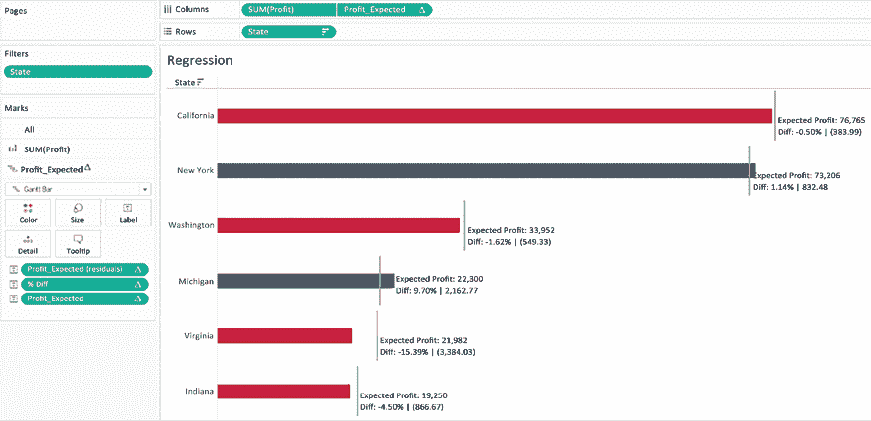 Pages
Columns
SUM(Profit)
Profit_Expected Δ
Rows
State
Filters
State
Marks
All
SUM(Profit)
Profit_Expected Δ
Gantt Bar
Color
Size
Label
Detail
Tooltip
Profit_Expected (residuals) Δ
% Diff Δ
Profit_Expected Δ
Regression
State
California
Expected Profit: 76,765
Diff: -0.50% | (383.99)
New York
Expected Profit: 73,206
Diff: 1.14% | 832.48
Washington
Expected Profit: 33,952
Diff: -1.62% | (549.33)
Michigan
Expected Profit: 22,300
Diff: 9.70% | 2,162.77
Virginia
Expected Profit: 21,982
Diff: -15.39% | (3,384.03)
Indiana
Expected Profit: 19,250
Diff: -4.50% | (866.67)